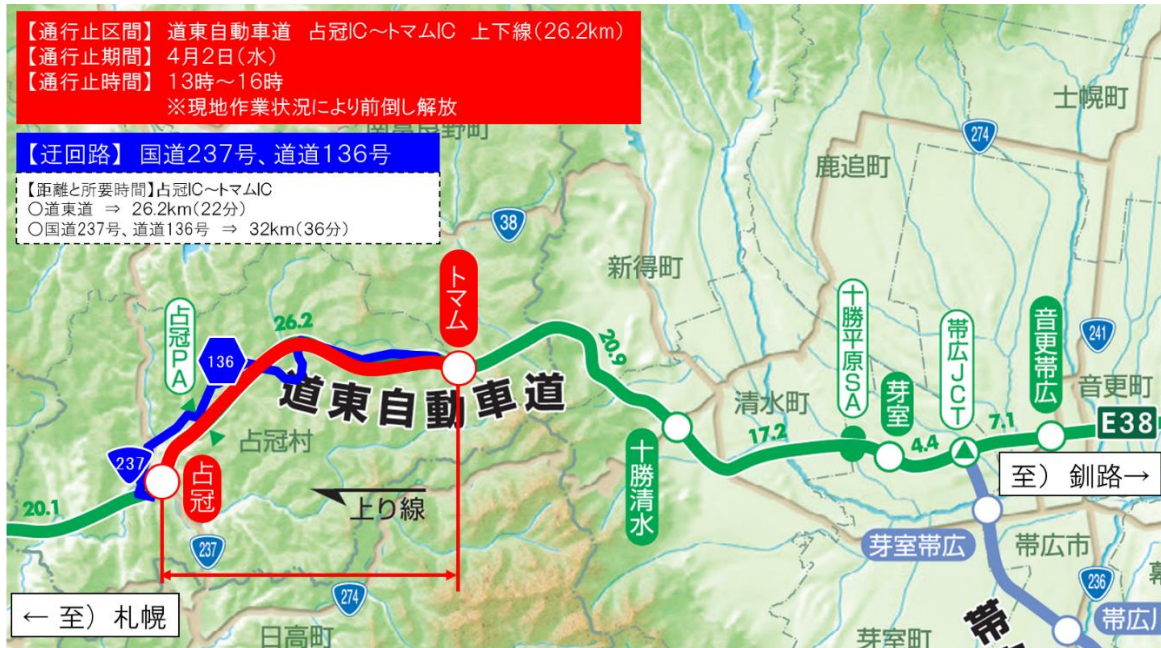 【通行止区間】 道東自動車道 占冠IC～トマムIC 上下線(26.2km)
【通行止期間】 4月2日(水)
【通行止時間】 13時～16時
※現地作業状況により前倒し解放
【迂回路】 国道237号、道道136号
【距離と所要時間】占冠IC～トマムIC
○道東道 ⇒ 26.2km(22分)
○国道237号、道道136号 ⇒ 32km(36分)
士幌町
274
鹿追町
38
新得町
トマム
占冠PA
26.2
136
20.9
十勝平原SA
帯広JCT
音更帯広
241
音更町
道東自動車道
清水町
芽室
7.1
E38
占冠村
17.2
4.4
237
占冠
十勝清水
至) 釧路→
20.1
上り線
237
芽室帯広
帯広市
274
236
← 至) 札幌
日高町
芽室町